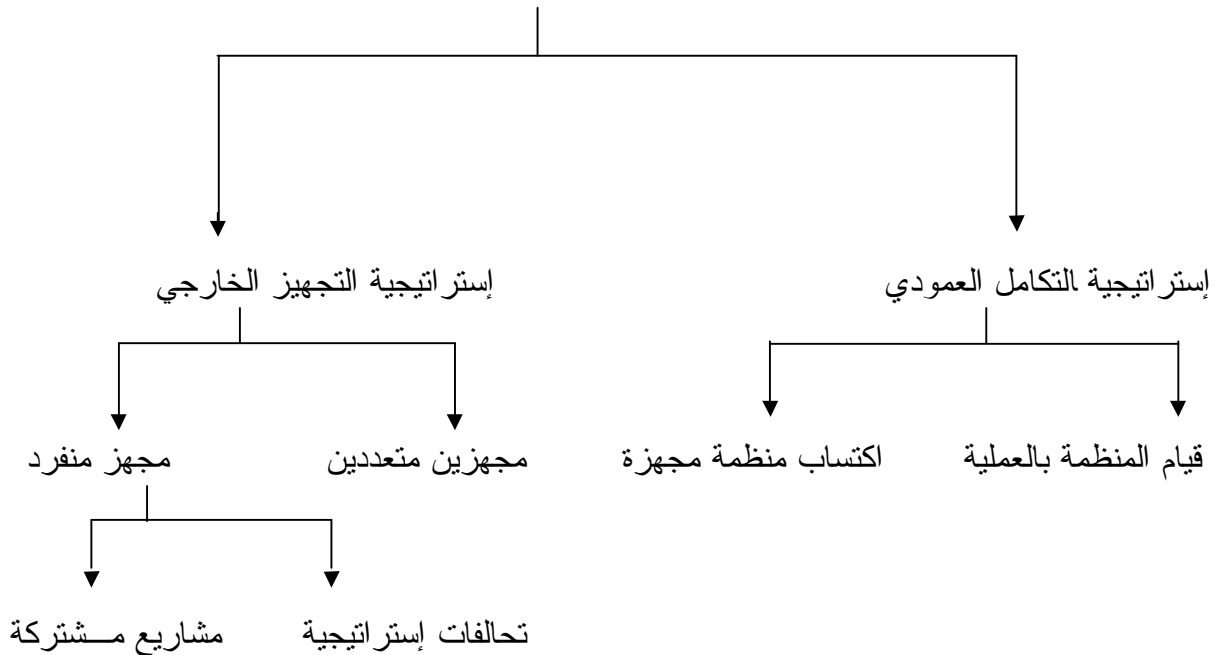 إستراتيجية التكامل العمودي إستراتيجية التجهيز الخارجي
قيام المنظمة بالعملية اكتساب منظمة مجهزة مجهزين متعددين مجهز منفرد
تحالفات إستراتيجية مشاريع مـــشتركة